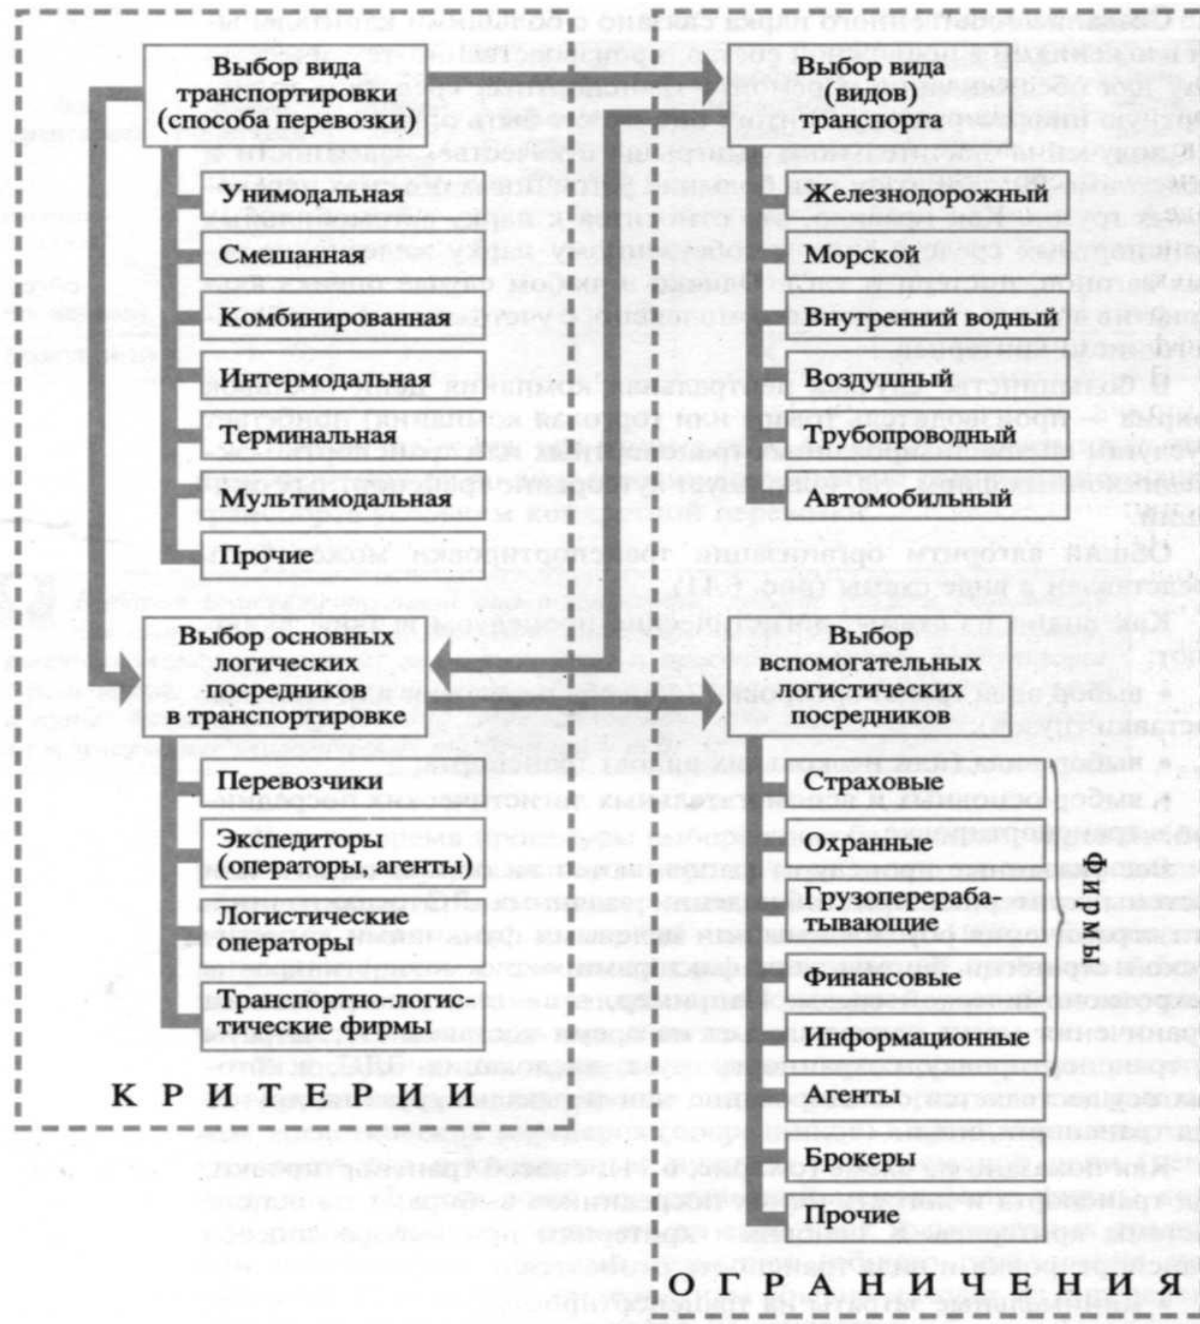 Выбор вида
транспортировки
(способа перевозки)
Унимодальная
Смешанная
Комбинированная
Интермодальная
Терминальная
Мультимодальная
Прочие
Выбор основных
логических
посредников
в транспортировке
Перевозчики
Экспедиторы
(операторы, агенты)
Логистические
операторы
Транспортно-логис-
тические фирмы
КРИТЕРИИ
Выбор вида
(видов)
транспорта
Железнодорожный
Морской
Внутренний водный
Воздушный
Трубопроводный
Автомобильный
Выбор
вспомогательных
логистических
посредников
Страховые
Охранные
Грузоперераба-
тывающие
Финансовые
Информационные
Агенты
Брокеры
Прочие
Фирмы
ОГРАНИЧЕНИЯ